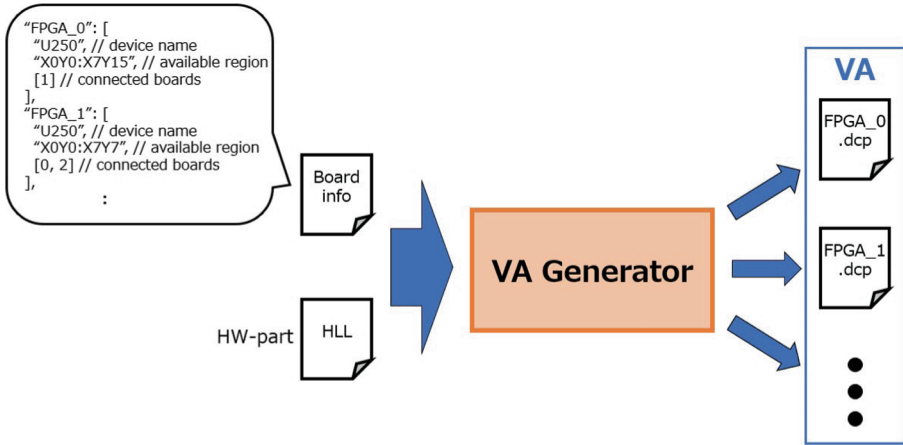 “FPGA_0”: [
“U250”, // device name
“X0Y0:X7Y15”, // available region
[1] // connected boards
],
“FPGA_1”: [
“U250”, // device name
“X0Y0:X7Y7”, // available region
[0, 2] // connected boards
],
:
Board
info
HW-part
HLL
VA Generator
VA
FPGA_0
.dcp
FPGA_1
.dcp